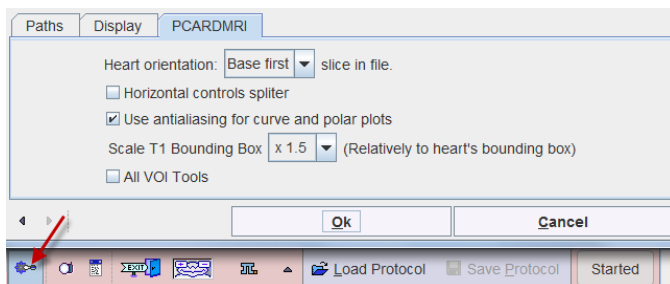 Paths Display PCARDMRI
Heart orientation: Base first slice in file.
Horizontal controls spliter
Use antialiasing for curve and polar plots
Scale T1 Bounding Box x 1.5 (Relatively to heart's bounding box)
All VOI Tools
Ok Cancel
EXIT Load Protocol Save Protocol Started